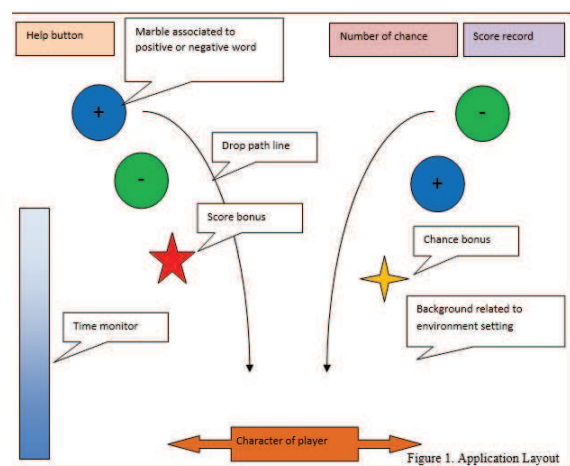 Help button
Marble associated to
positive or negative word
Number of chance
Score record
+
-
-
+
Drop path line
Score bonus
Chance bonus
Time monitor
Background related to
environment setting
Character of player
Figure 1. Application Layout